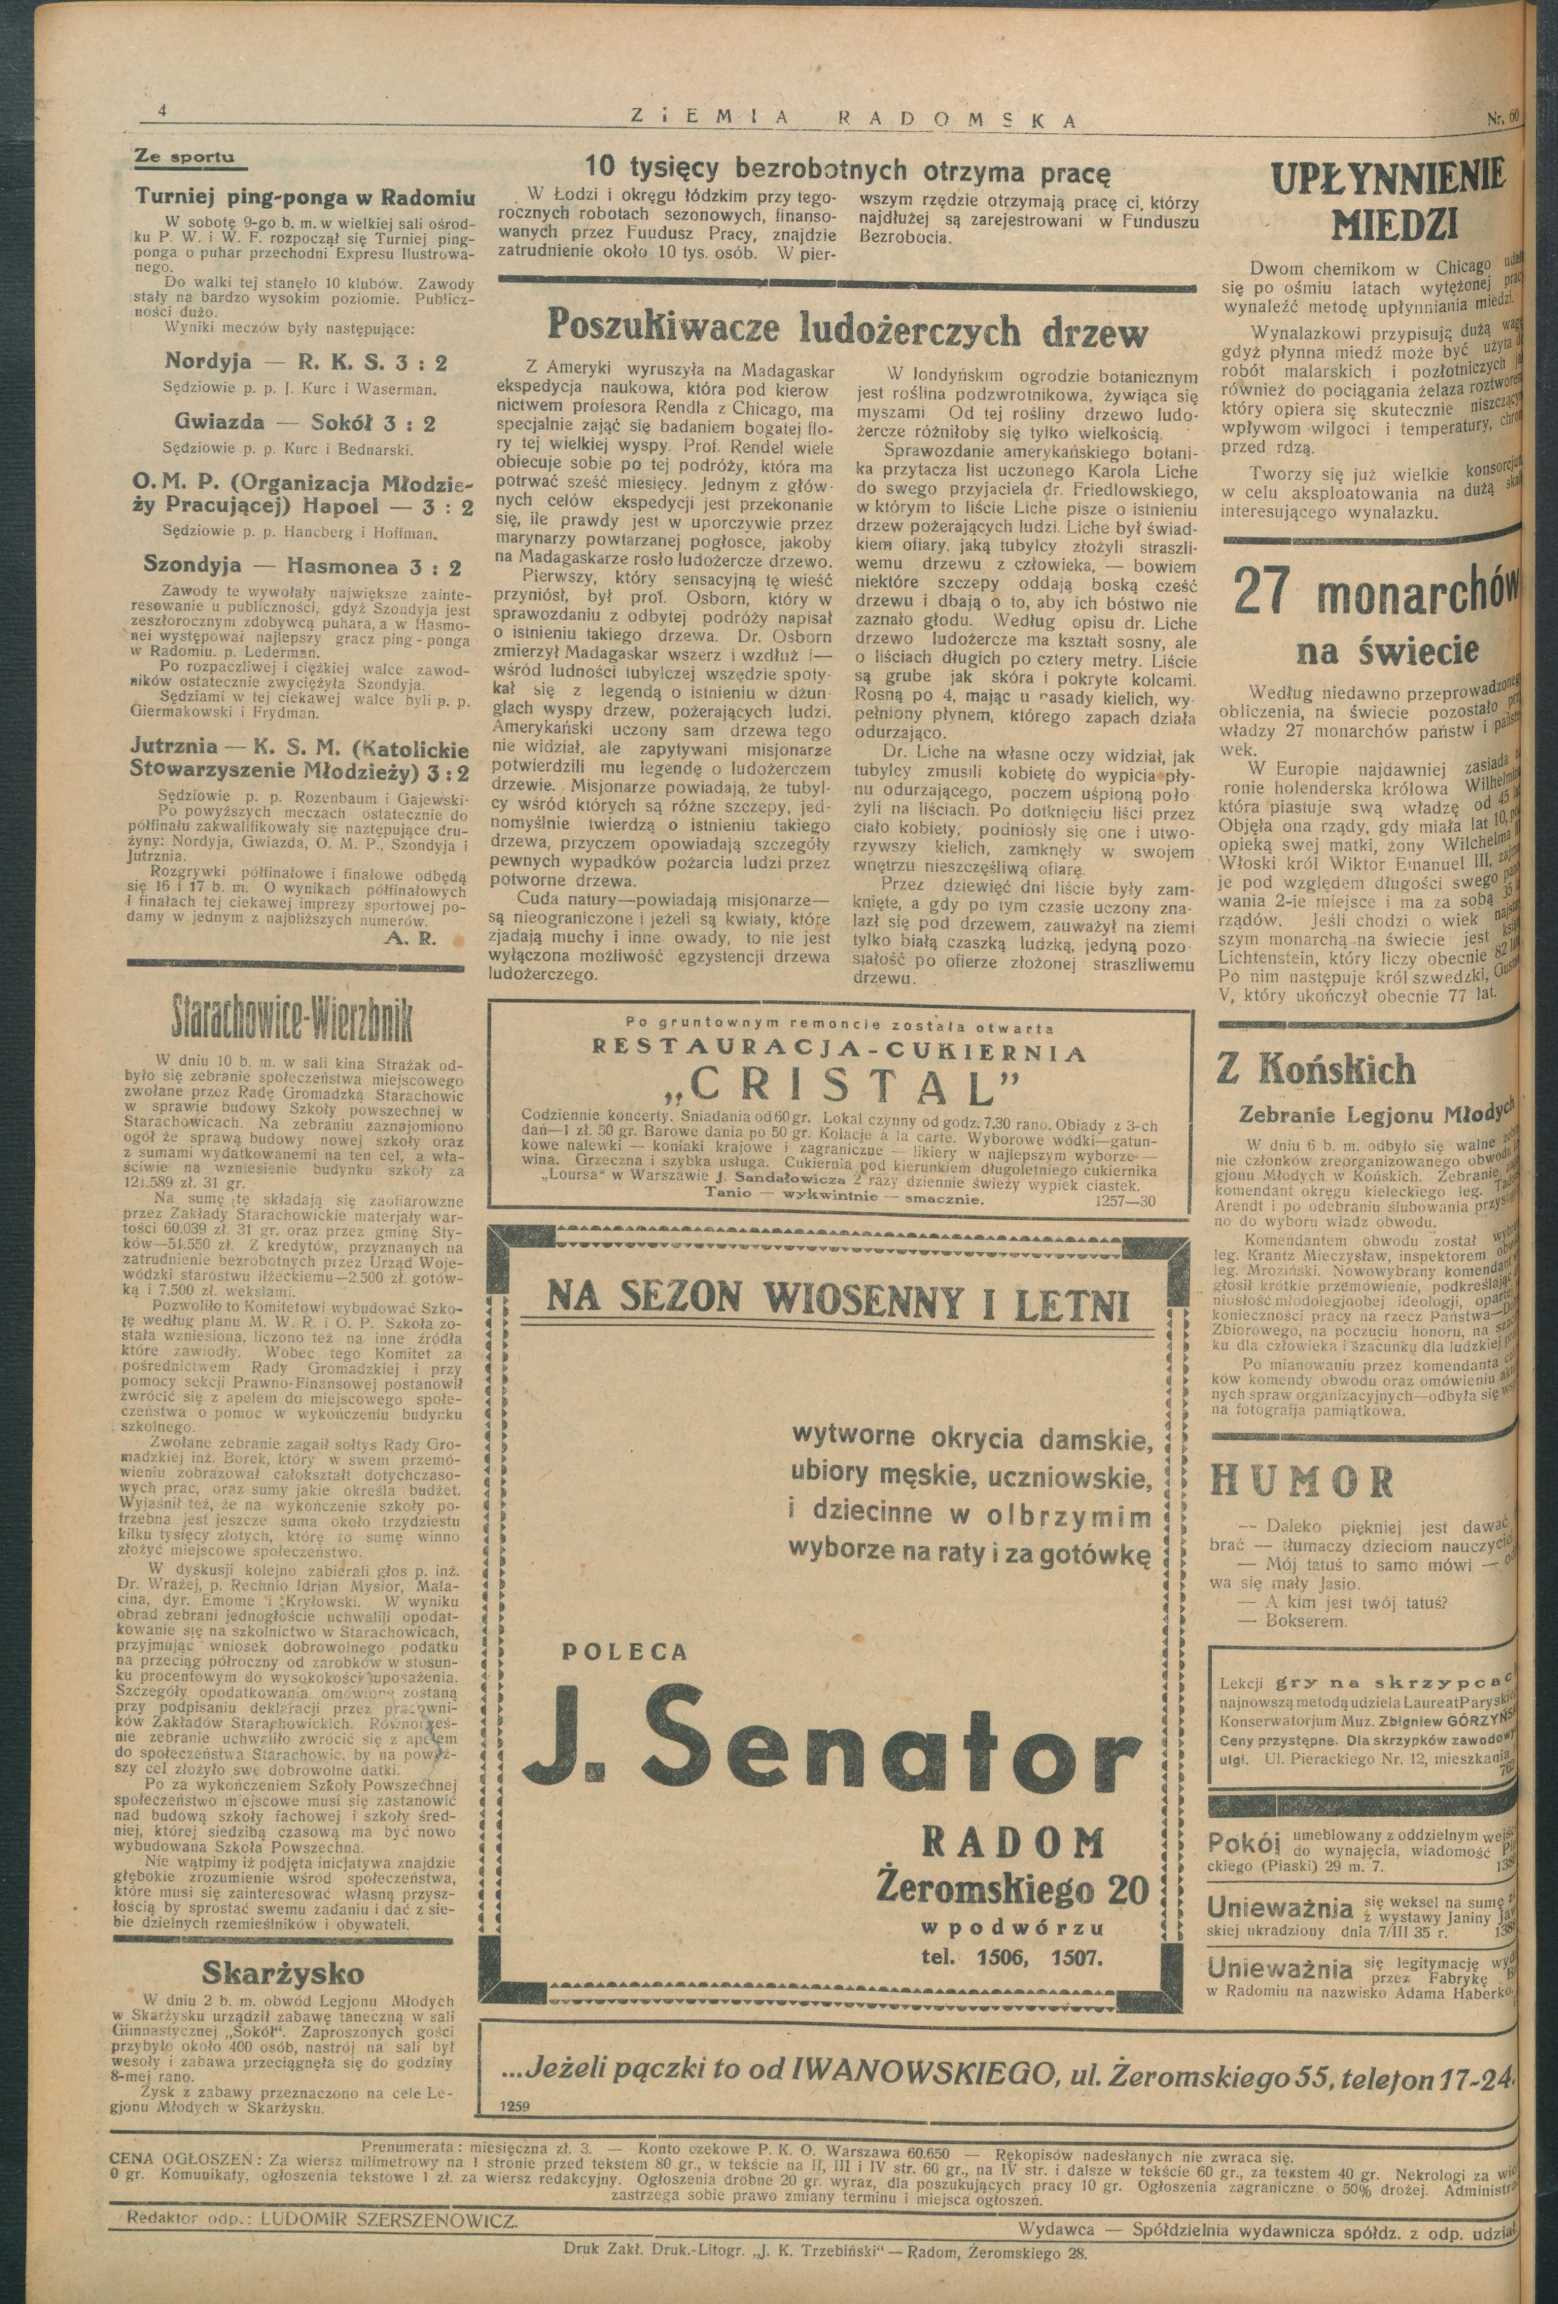 4
ZiEMIA RADOMSKA
Nr, 60
Ze sportu
Turniej ping-ponga w Radomiu
W sobotę 9-go b. m. w wielkiej sali ośrod-
ku P. W. i W. F. rozpoczął się Turniej ping-
ponga o puhar przechodni Expresu Ilustrowa-
nego.
Do walki tej stanęło 10 klubów. Zawody
stały na bardzo wysokim poziomie. Publicz-
ności dużo.
Wyniki meczów były następujące:
Nordyja — R. K. S. 3 : 2
Sędziowie p. p. J. Kurc i Waserman.
Gwiazda — Sokół 3 : 2
Sędziowie p. p. Kurc i Bednarski.
O. M. P. (Organizacja Młodzie-
ży Pracującej) Hapoel — 3 : 2
Sędziowie p. p. Hancberg i Hoffman.
Szondyja — Hasmonea 3 : 2
Zawody te wywołały największe zainte-
resowanie u publiczności, gdyż Szondyja jest
zeszłorocznym zdobywcą puhara, a w Hasmo-
nei występował najlepszy gracz ping-ponga
w Radomiu. p. Lederman.
Po rozpaczliwej i ciężkiej walce zawod-
ników ostatecznie zwyciężyła Szondyja.
Sędziami w tej ciekawej walce byli p. p.
Giermakowski i Frydman.
Jutrznia — K. S. M. (Katolickie
Stowarzyszenie Młodzieży) 3:2
Sędziowie p. p. Rozenbaum i Gajewski-
Po powyższych meczach ostatecznie do
półfinału zakwalifikowały się naztępujące dru-
żyny: Nordyja, Gwiazda, O. M. P., Szondyja i
Jutrznia.
Rozgrywki półfinałowe i finałowe odbędą
się 16 i 17 b. m. O wynikach półfinałowych
i finałach tej ciekawej imprezy sportowej po-
damy w jednym z najbliższych numerów.
A. R.
Starachowice-Wierzbnik
W dniu 10 b. m. w sali kina Strażak od-
było się zebranie społeczeństwa miejscowego
zwołane przez Radę Gromadzką Starachowic
w sprawie budowy Szkoły powszechnej w
Starachowicach. Na zebraniu zaznajomiono
ogół że sprawą budowy nowej szkoły oraz
z sumami wydatkowanemi na ten cel, a wła-
ściwie na wzniesienie budynku szkoły za
121.589 zł. 31 gr.
Na sumę tę składają się zaofiarowzne
przez Zakłady Starachowickie materjały war-
tości 60.039 zł. 31 gr. oraz przez gminę Sty-
ków—51.550 zł. Z kredytów, przyznanych na
zatrudnienie bezrobotnych przez Urząd Woje-
wódzki starostwu iłżeckiemu—2.500 zł. gotów-
ką i 7.500 zł. wekslami.
Pozwoliło to Komitetowi wybudować Szko-
łę według planu M. W. R. i O. P. Szkoła zo-
stała wzniesiona, liczono też na inne źródła
które zawiodły. Wobec tego Komitet za
pośrednictwem Rady Gromadzkiej i przy
pomocy sekcji Prawno-Finansowej postanowił
zwrócić się z apelem do miejscowego społe-
czeństwa o pomoc w wykończeniu budynku
szkolnego.
Zwołane zebranie zagaił sołtys Rady Gro-
madzkiej inż. Borek, który w swem przemó-
wieniu zobrazował całokształt dotychczaso-
wych prac, oraz sumy jakie określa budżet.
Wyjaśnił też, że na wykończenie szkoły po-
trzebna jest jeszcze suma około trzydziestu
kilku tysięcy złotych, którę to sumę winno
złożyć miejscowe społeczeństwo.
W dyskusji kolejno zabierali głos p. inż.
Dr. Wrażej, p. Rechnio Idrjan Mysior, Mala-
cina, dyr. Emome i Kryłowski. W wyniku
obrad zebrani jednogłoście uchwalili opodat-
kowanie się na szkolnictwo w Starachowicach,
przyjmując wniosek dobrowolnego podatku
na przeciąg półroczny od zarobków w stosun-
ku procentowym do wysokokości uposażenia.
Szczegóły opodatkowania omówione zostaną
przy podpisaniu deklaracji przez pracowni-
ków Zakładów Starachowickich. Równocześ-
nie zebranie uchwaliło zwrócić się z apelem
do społeczeństwa Starachowic. by na powyż-
szy cel złożyło swe dobrowolne datki.
Po za wykończeniem Szkoły Powszechnej
społeczeństwo miejscowe musi się zastanowić
nad budową szkoły fachowej i szkoły śred-
niej, której siedzibą czasową ma być nowo
wybudowana Szkoła Powszechna.
Nie wątpimy iż podjęta inicjatywa znajdzie
głębokie zrozumienie wśród społeczeństwa,
które musi się zainteresować własną przysz-
łością by sprostać swemu zadaniu i dać z sie-
bie dzielnych rzemieślników i obywateli.
Skarżysko
W dniu 2 b. m. obwód Legjonu Młodych
w Skarżysku urządził zabawę taneczną w sali
Gimnastycznej „Sokół“. Zaproszonych gości
przybyło około 400 osób, nastrój na sali był
wesoły i zabawa przeciągnęła się do godziny
8-mej rano.
Zysk z zabawy przeznaczono na cele Le-
gjonu Młodych w Skarżysku.
10 tysięcy bezrobotnych otrzyma pracę
W Łodzi i okręgu łódzkim przy tego-
rocznych robotach sezonowych, finanso-
wanych przez Fuudusz Pracy, znajdzie
zatrudnienie około 10 tys. osób. W pier-
wszym rzędzie otrzymają pracę ci, którzy
najdłużej są zarejestrowani w Funduszu
Bezrobocia.
Poszukiwacze ludożerczych drzew
Z Ameryki wyruszyła na Madagaskar
ekspedycja naukowa, która pod kierow
nictwem profesora Rendla z Chicago, ma
specjalnie zająć się badaniem bogatej flo-
ry tej wielkiej wyspy. Prof. Rendel wiele
obiecuje sobie po tej podróży, która ma
potrwać sześć miesięcy. Jednym z głów-
nych celów ekspedycji jest przekonanie
się, ile prawdy jest w uporczywie przez
marynarzy powtarzanej pogłosce, jakoby
na Madagaskarze rosło ludożercze drzewo.
Pierwszy, który sensacyjną tę wieść
przyniósł, był prof. Osborn, który w
sprawozdaniu z odbytej podróży napisał
o istnieniu takiego drzewa. Dr. Osborn
zmierzył Madagaskar wszerz i wzdłuż i—
wśród ludności tubylczej wszędzie spoty-
kał się z legendą o istnieniu w dżun
glach wyspy drzew, pożerających ludzi.
Amerykański uczony sam drzewa tego
nie widział, ale zapytywani misjonarze
potwierdzili mu legendę o ludożerczem
drzewie. Misjonarze powiadają, że tubyl-
cy wśród których są różne szczepy, jed-
nomyślnie twierdzą o istnieniu takiego
drzewa, przyczem opowiadają szczegóły
pewnych wypadków pożarcia ludzi przez
potworne drzewa.
Cuda natury—powiadają misjonarze—
są nieograniczone i jeżeli są kwiaty, które
zjadają muchy i inne owady, to nie jest
wyłączona możliwość egzystencji drzewa
ludożerczego.
W londyńskim ogrodzie botanicznym
jest roślina podzwrotnikowa, żywiąca się
myszami. Od tej rośliny drzewo ludo-
żercze różniłoby się tylko wielkością.
Sprawozdanie amerykańskiego botani-
ka przytacza list uczonego Karola Liche
do swego przyjaciela dr. Friedlowskiego,
w którym to liście Liche pisze o istnieniu
drzew pożerających ludzi. Liche był świad-
kiem ofiary, jaką tubylcy złożyli straszli-
wemu drzewu z człowieka, — bowiem
niektóre szczepy oddają boską cześć
drzewu i dbają o to, aby ich bóstwo nie
zaznało głodu. Według opisu dr. Liche
drzewo ludożercze ma kształt sosny, ale
o liściach długich po cztery metry. Liście
są grube jak skóra i pokryte kolcami.
Rosną po 4, mając u nasady kielich, wy-
pełniony płynem, którego zapach działa
odurzająco.
Dr. Liche na własne oczy widział, jak
tubylcy zmusili kobietę do wypicia pły-
nu odurzającego, poczem uśpioną poło
żyli na liściach. Po dotknięciu liści przez
ciało kobiety, podniosły się one i utwo-
rzywszy kielich, zamknęły w swojem
wnętrzu nieszczęśliwą ofiarę.
Przez dziewięć dni liście były zam-
knięte, a gdy po tym czasie uczony zna-
lazł się pod drzewem, zauważył na ziemi
tylko białą czaszką ludzką, jedyną pozo-
stałość po ofierze złożonej straszliwemu
drzewu.
Po gruntownym remoncie została otwarta
RESTAURACJA-CUKIERNIA
„CRISTAL”
Codziennie koncerty. Sniadania od 60 gr. Lokal czynny od godz. 7.30 rano. Obiady z 3-ch
dań—1 zł. 50 gr. Barowe dania po 50 gr. Kolacje á la carte. Wyborowe wódki—gatun-
kowe nalewki — koniaki krajowe i zagraniczne — likiery w najlepszym wyborze —
wina. Grzeczna i szybka usługa. Cukiernia pod kierunkiem długoletniego cukiernika
„Loursa“ w Warszawie J. Sandałowicza 2 razy dziennie świeży wypiek ciastek.
Tanio — wykwintnie — smacznie. 1257—30
NA SEZON WIOSENNY I LETNI
wytworne okrycia damskie,
ubiory męskie, uczniowskie,
i dziecinne w olbrzymim
wyborze na raty i za gotówkę
POLECA
J. Senator
RADOM
Żeromskiego 20
w podwórzu
tel. 1506, 1507.
...Jeżeli pączki to od IWANOWSKIEGO, ul. Żeromskiego 55, telefon 17-24.
1259
UPŁYNNIENIE
MIEDZI
Dwom chemikom w Chicago
się po ośmiu latach wytężonej
wynaleźć metodę upłynniania miedzi.
Wynalazkowi przypisują dużą
gdyż płynna miedź może być użyta
robót malarskich i pozłotniczych
również do pociągania żelaza
który opiera się skutecznie
wpływom wilgoci i temperatury,
przed rdzą.
Tworzy się już wielkie
w celu aksploatowania na dużą
interesującego wynalazku.
27 monarchów
na świecie
Według niedawno
obliczenia, na świecie pozostało
władzy 27 monarchów państw i
wek.
W Europie najdawniej zasiada
ronie holenderska królowa
która piastuje swą władzę od 45
Objęła ona rządy, gdy miała lat 10,
opieką swej matki, żony Wilchelma
Włoski król Wiktor Emanuel III,
je pod względem długości swego
wania 2-ie miejsce i ma za sobą 35
rządów. Jeśli chodzi o wiek
szym monarchą na świecie jest
Lichtenstein, który liczy obecnie 82
Po nim następuje król szwedzki,
V, który ukończył obecnie 77 lat.
Z Końskich
Zebranie Legjonu Młodych
W dniu 6 b. m. odbyło się walne
nie członków zreorganizowanego obwodu
gjonu Młodych w Końskich. Zebranie
komendant okręgu kieleckiego leg.
Arendt i po odebraniu ślubowania
no do wyboru władz obwodu.
Komendantem obwodu został
leg. Krantz Mieczysław, inspektorem
leg. Mroziński. Nowowybrany komendant
głosił krótkie przemówienie, podkreślając
niosłość młodolegjoobej ideologji,
konieczności pracy na rzecz Państwa—
Zbiorowego, na poczuciu honoru, na
ku dla człowieka i szacunku dla ludzkiej
Po mianowaniu przez komendanta
ków komendy obwodu oraz omówieniu
nych spraw organizacyjnych—odbyła się
na fotografja pamiątkowa.
HUMOR
— Daleko piękniej jest dawać
brać — tłumaczy dzieciom
— Mój tatuś to samo mówi —
wa się mały Jasio.
— A kim jest twój tatuś?
— Bokserem.
Lekcji gry na
najnowszą metodą udziela Laureat
Konserwatorjum Muz. Zbigniew
Ceny przystępne. Dla skrzypków
ulgi. Ul. Pierackiego Nr. 12, mieszkania
Pokój umeblowany z oddzielnym
do wynajęcia, wiadomość
ckiego (Piaski) 29 m. 7.
Unieważnia się weksel na sumę
z wystawy Janiny
skiej ukradziony dnia 7/III 35 r.
Unieważnia się legitymację
przez Fabrykę
w Radomiu na nazwisko Adama
Prenumerata: miesięczna zł. 3. — Konto czekowe P. K. O. Warszawa 60.650 — Rękopisów nadesłanych nie zwraca się.
CENA OGŁOSZEŃ: Za wiersz milimetrowy na I stronie przed tekstem 80 gr., w tekście na II, III i IV str. 60 gr., na IV str. i dalsze w tekście 60 gr., za tekstem 40 gr. Nekrologi za
0 gr. Komunikaty, ogłoszenia tekstowe 1 zł. za wiersz redakcyjny. Ogłoszenia drobne 20 gr. wyraz, dla poszukujących pracy 10 gr. Ogłoszenia zagraniczne o 50% drożej.
zastrzega sobie prawo zmiany terminu i miejsca ogłoszeń.
Redaktor odp.: LUDOMIR SZERSZENOWICZ.
Wydawca — Spółdzielnia wydawnicza spółdz. z odp.
Druk Zakł. Druk.-Litogr. „J. K. Trzebiński“ — Radom, Żeromskiego 28.